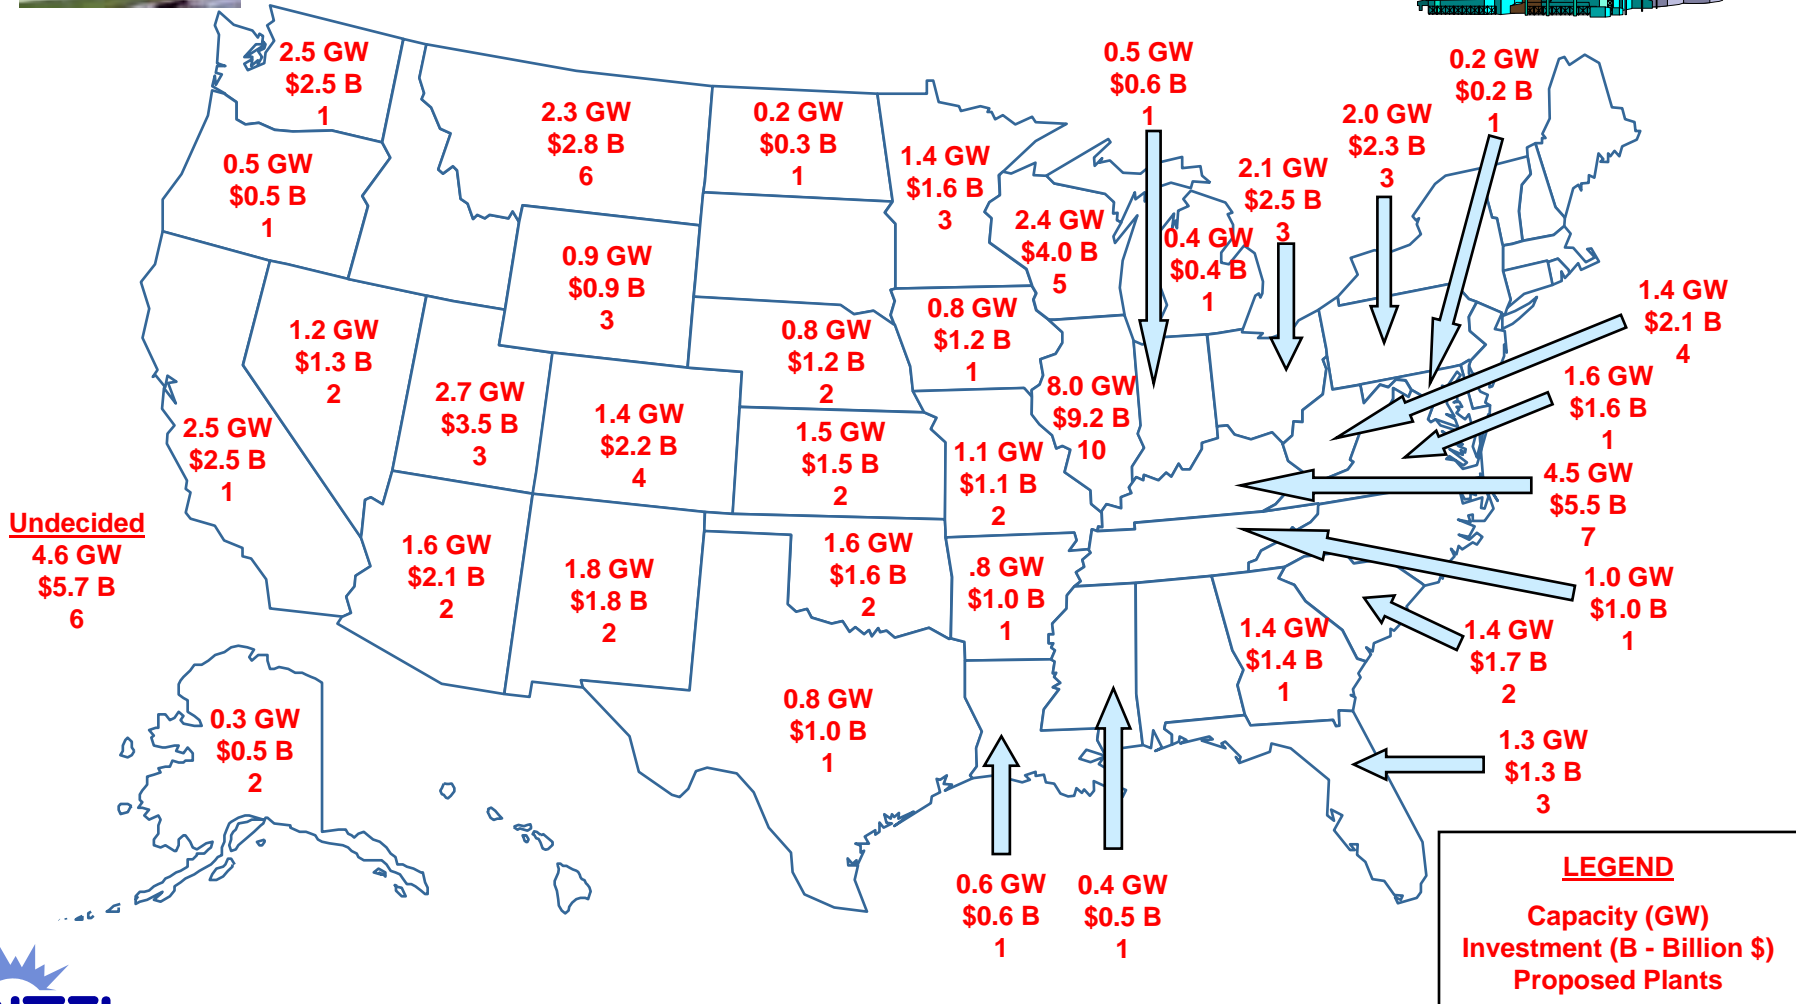 2.5 GW
$2.5 B
1
0.5 GW
$0.5 B
1
2.3 GW
$2.8 B
6
0.2 GW
$0.3 B
1
1.4 GW
$1.6 B
3
0.5 GW
$0.6 B
1
0.2 GW
$0.2 B
1
2.0 GW
$2.3 B
3
2.1 GW
$2.5 B
3
2.4 GW
$4.0 B
5
0.4 GW
$0.4 B
1
0.9 GW
$0.9 B
3
1.2 GW
$1.3 B
2
0.8 GW
$1.2 B
2
0.8 GW
$1.2 B
1
1.4 GW
$2.1 B
4
1.6 GW
$1.6 B
1
2.7 GW
$3.5 B
3
1.4 GW
$2.2 B
4
8.0 GW
$9.2 B
10
2.5 GW
$2.5 B
1
1.5 GW
$1.5 B
2
1.1 GW
$1.1 B
2
4.5 GW
$5.5 B
7
Undecided
4.6 GW
$5.7 B
6
1.6 GW
$2.1 B
2
1.8 GW
$1.8 B
2
1.6 GW
$1.6 B
2
.8 GW
$1.0 B
1
1.0 GW
$1.0 B
1
1.4 GW
$1.4 B
1
1.4 GW
$1.7 B
2
0.3 GW
$0.5 B
2
0.8 GW
$1.0 B
1
1.3 GW
$1.3 B
3
0.6 GW
$0.6 B
1
0.4 GW
$0.5 B
1
LEGEND
Capacity (GW)
Investment (B - Billion $)
Proposed Plants